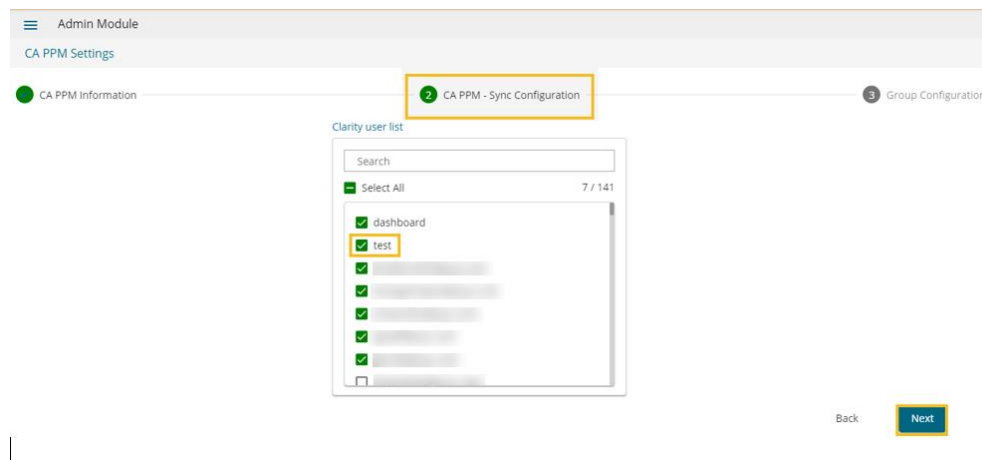 Admin Module
CA PPM Settings
CA PPM Information
2 CA PPM - Sync Configuration
3 Group Configuration
Clarity user list
Search
Select All 7 / 141
dashboard
test
Back Next